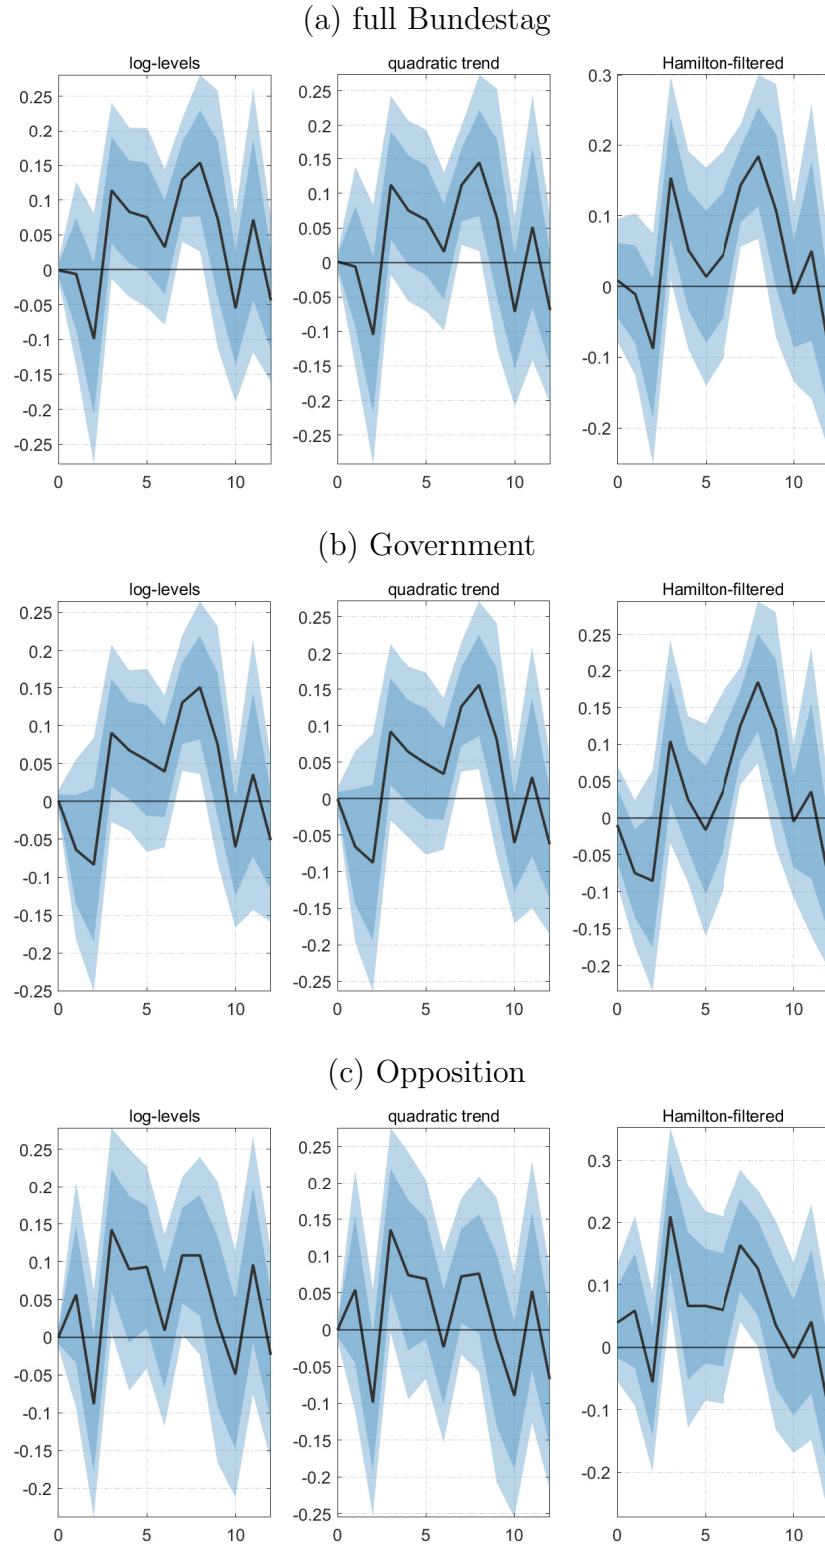 (a) full Bundestag
log-levels quadratic trend Hamilton-filtered
0.25 0.25 0.3
0.2 0.2 0.2
0.15 0.15
0.1 0.1 0.1
0.05 0.05
0 0 0
-0.05 -0.05
-0.1 -0.1 -0.1
-0.15 -0.15
-0.2 -0.2 -0.2
-0.25 -0.25
0 5 10 0 5 10 0 5 10
(b) Government
log-levels quadratic trend Hamilton-filtered
0.25 0.25 0.25
0.2 0.2 0.2
0.15 0.15 0.15
0.1 0.1 0.1
0.05 0.05 0.05
0 0 0
-0.05 -0.05 -0.05
-0.1 -0.1 -0.1
-0.15 -0.15 -0.15
-0.2 -0.2 -0.2
-0.25 -0.25
0 5 10 0 5 10 0 5 10
(c) Opposition
log-levels quadratic trend Hamilton-filtered
0.25 0.25 0.3
0.2 0.2 0.2
0.15 0.15
0.1 0.1 0.1
0.05 0.05
0 0 0
-0.05 -0.05
-0.1 -0.1 -0.1
-0.15 -0.15
-0.2 -0.2 -0.2
-0.25
0 5 10 0 5 10 0 5 10